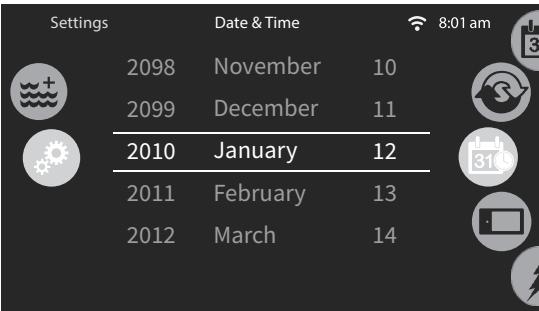 Settings Date & Time 8:01 am
2098 November 10
2099 December 11
2010 January 12
2011 February 13
2012 March 14
31